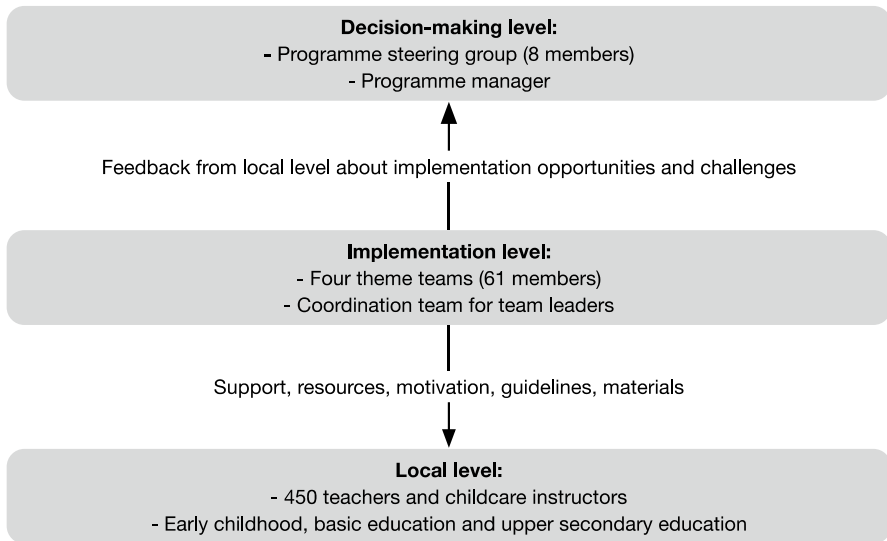 Decision-making level:
- Programme steering group (8 members)
- Programme manager
Feedback from local level about implementation opportunities and challenges
Implementation level:
- Four theme teams (61 members)
- Coordination team for team leaders
Support, resources, motivation, guidelines, materials
Local level:
- 450 teachers and childcare instructors
- Early childhood, basic education and upper secondary education